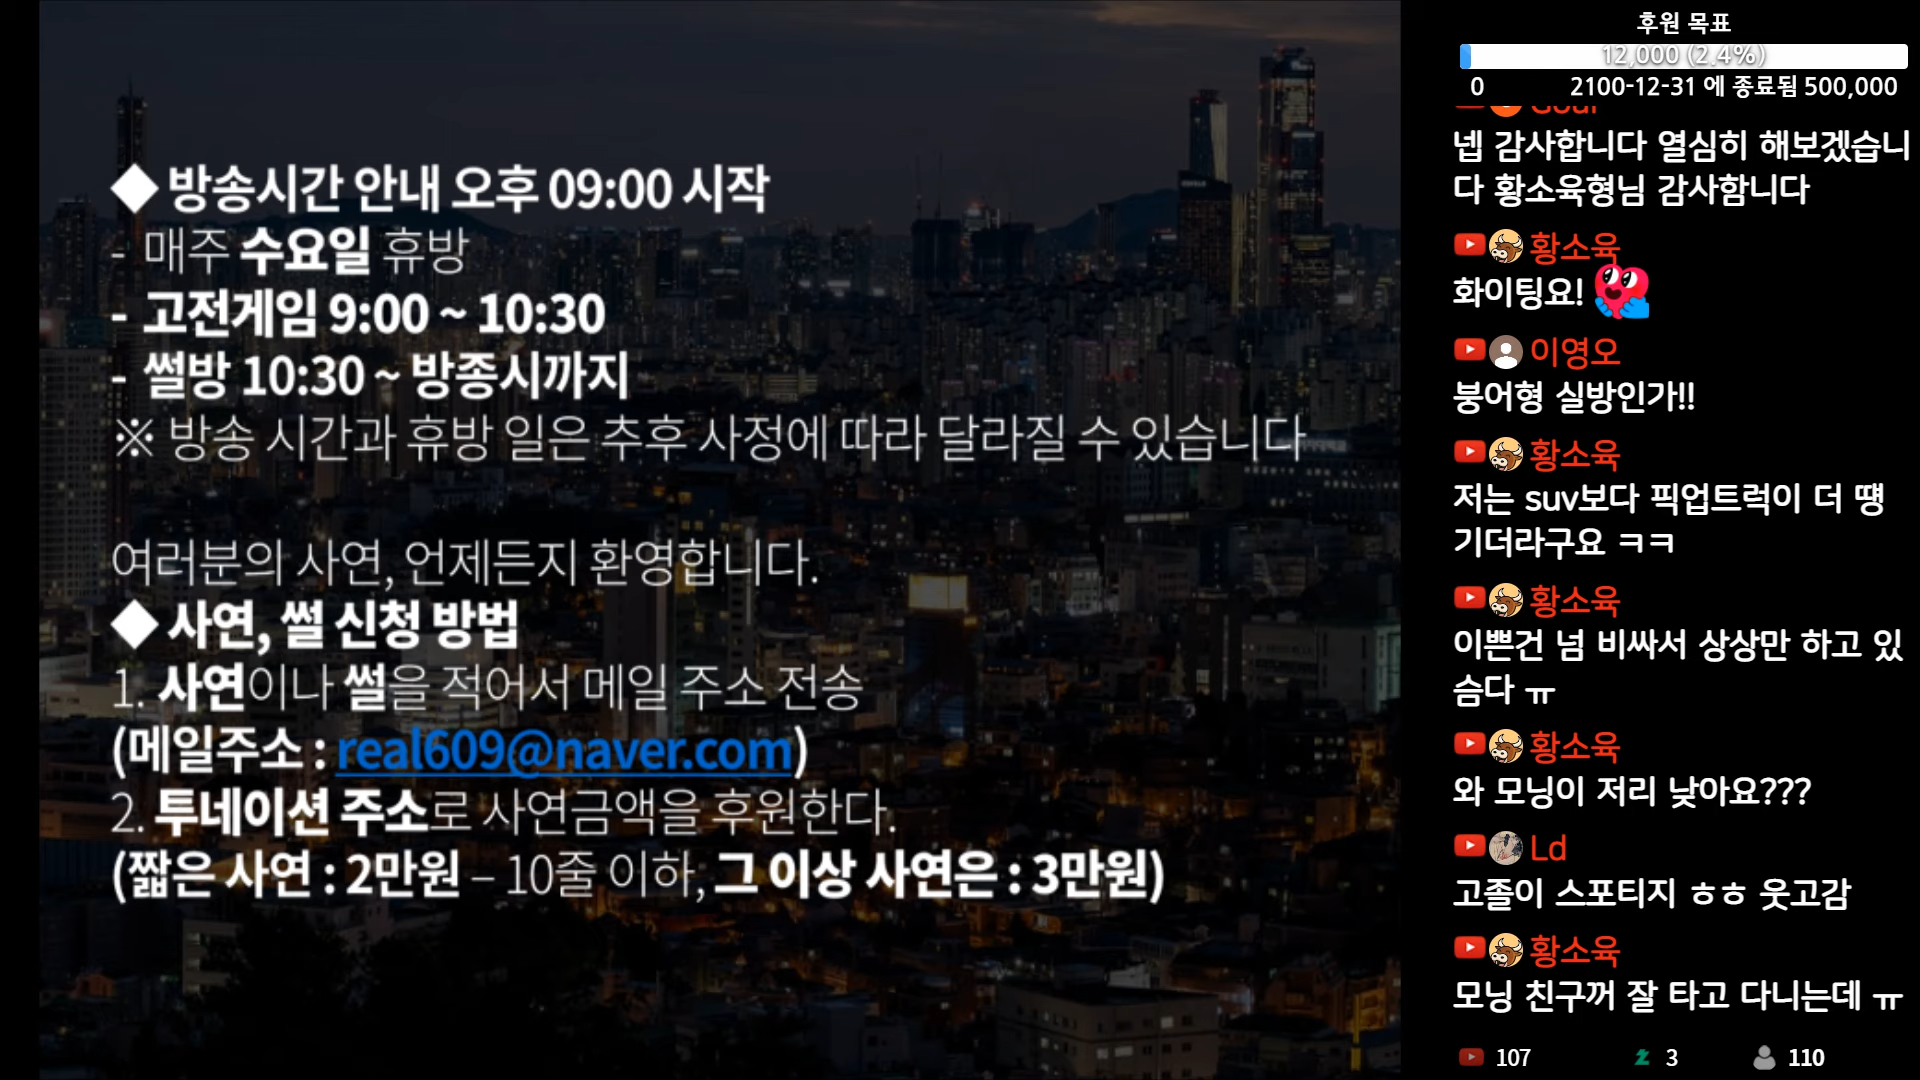 ◆ 방송시간 안내 오후 09:00 시작
- 매주 수요일 휴방
- 고전게임 9:00 ~ 10:30
- 썰방 10:30 ~ 방종시까지
※ 방송 시간과 휴방 일은 추후 사정에 따라 달라질 수 있습니다
여러분의 사연, 언제든지 환영합니다.
◆ 사연, 썰 신청 방법
1. 사연이나 썰을 적어서 메일 주소 전송
(메일주소 : real609@naver.com)
2. 투네이션 주소로 사연금액을 후원한다.
(짧은 사연 : 2만원 – 10줄 이하, 그 이상 사연은 : 3만원)
후원 목표
12,000 (2.4%)
0 2100-12-31 에 종료됨 500,000
넵 감사합니다 열심히 해보겠습니
다 황소육형님 감사함니다
황소육
화이팅요!
이영오
붕어형 실방인가!!
황소육
저는 suv보다 픽업트럭이 더 떙
기더라구요 ㅋㅋ
황소육
이쁜건 넘 비싸서 상상만 하고 있
슴다 ㅠ
황소육
와 모닝이 저리 낮아요???
Ld
고졸이 스포티지 ㅎㅎ 웃고감
황소육
모닝 친구꺼 잘 타고 다니는데 ㅠ
107 3 110